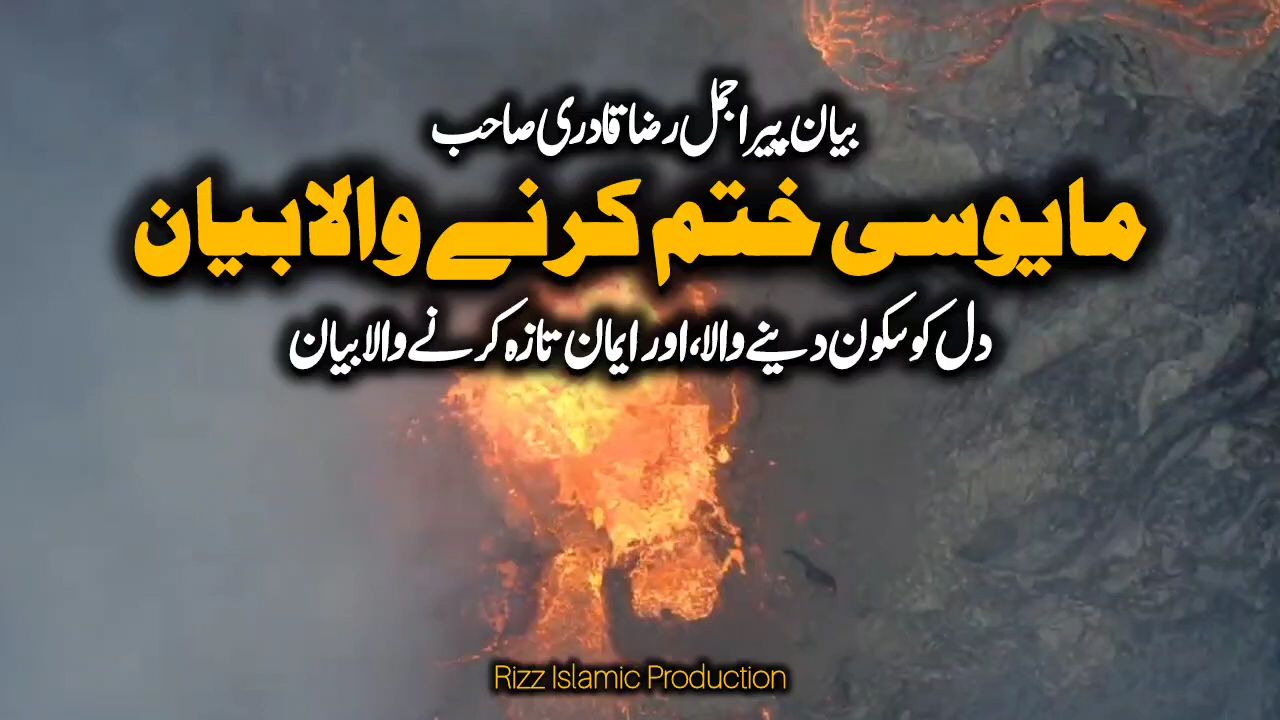 بیان پیر اجمل رضا قادری صاحب
مایوسی ختم کرنے والا بیان
دل کو سکون دینے والا، اور ایمان تازہ کرنے والا بیان
Rizz Islamic Production